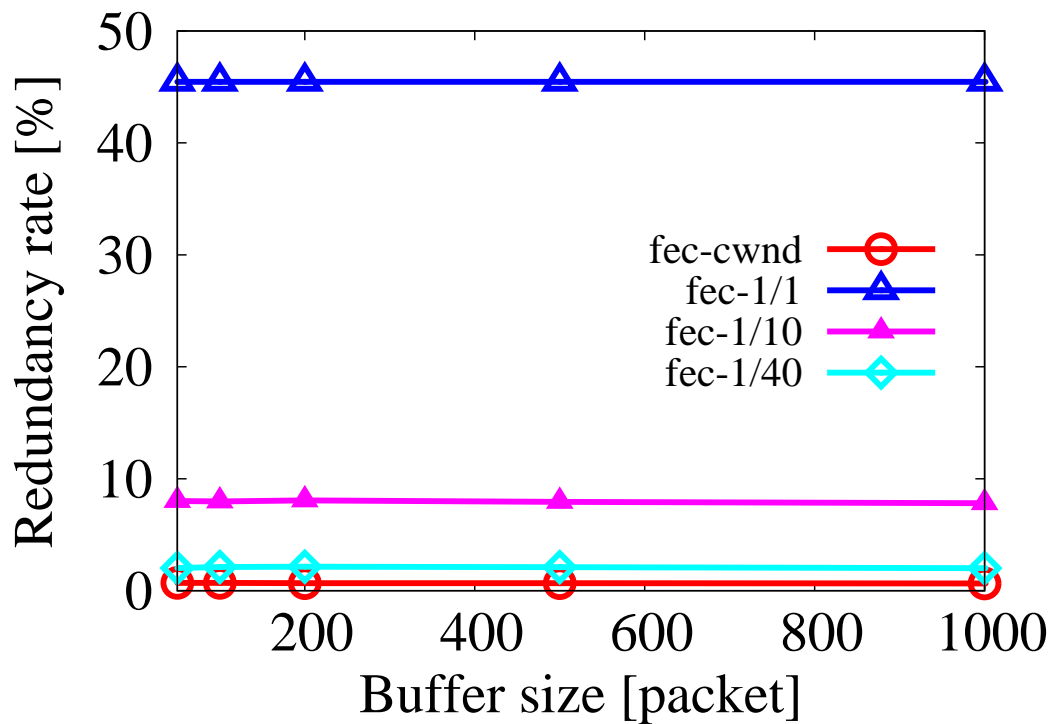 50
40
30
20
10
0
Redundancy rate [%]
fec-cwnd
fec-1/1
fec-1/10
fec-1/40
200
400
600
800
1000
Buffer size [packet]